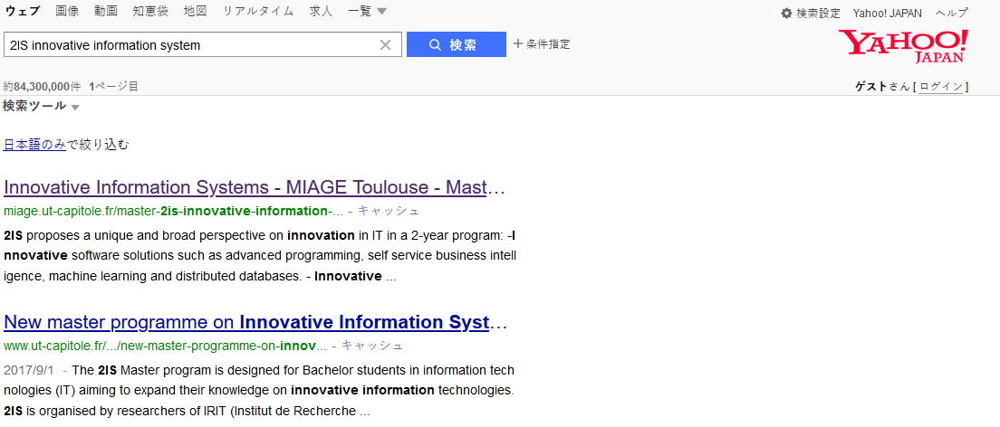 ウェブ 画像 動画 知恵袋 地図 リアルタイム 求人 一覧
検索設定 Yahoo! JAPAN ヘルプ
2IS innovative information system
検索
条件指定
YAHOO!
JAPAN
約84,300,000件 1ページ目
ゲストさん [ ログイン ]
検索ツール
日本語のみで絞り込む
Innovative Information Systems - MIAGE Toulouse - Mast…
miage.ut-capitole.fr/master-2is-innovative-information-... - キャッシュ
2IS proposes a unique and broad perspective on innovation in IT in a 2-year program: -I
nnovative software solutions such as advanced programming, self service business intell
igence, machine learning and distributed databases. - Innovative ...
New master programme on Innovative Information Syst…
www.ut-capitole.fr/.../new-master-programme-on-innov... - キャッシュ
2017/9/1 - The 2IS Master program is designed for Bachelor students in information tech
nologies (IT) aiming to expand their knowledge on innovative information technologies.
2IS is organised by researchers of IRIT (Institut de Recherche ...